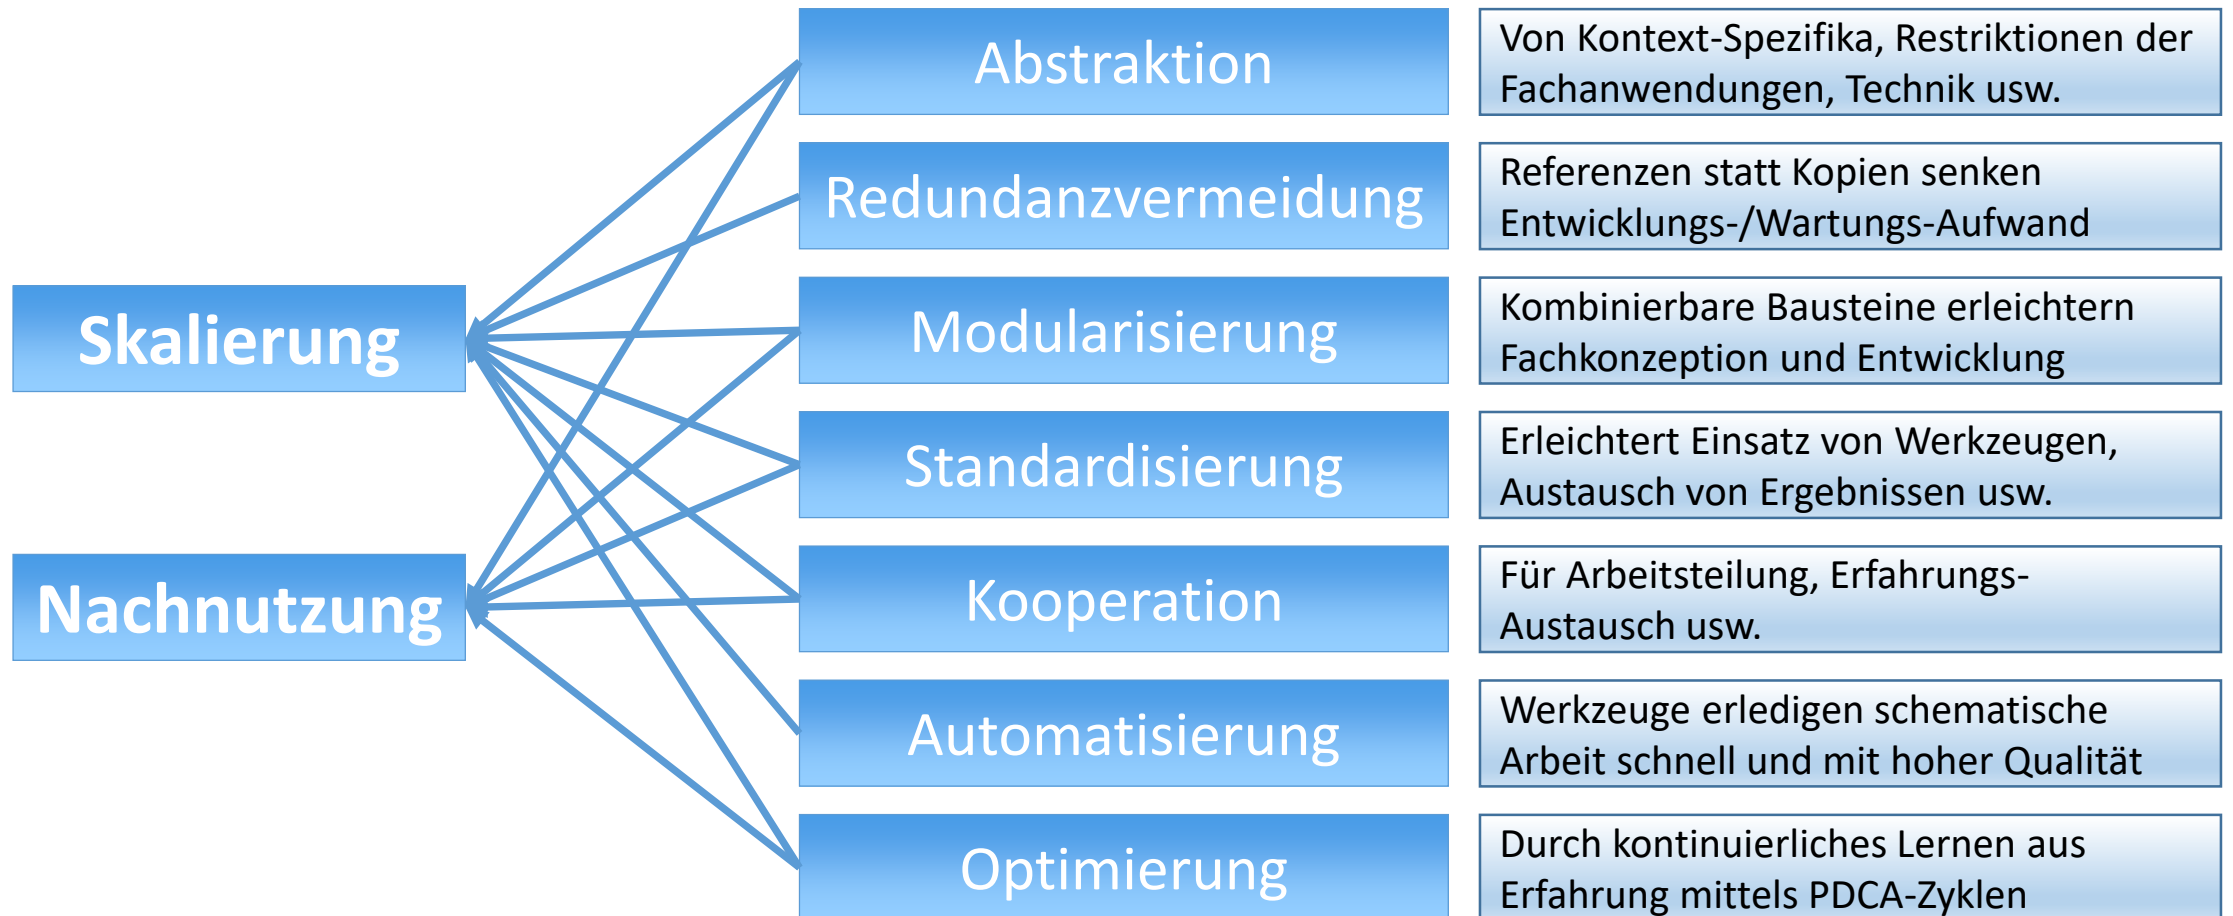 Skalierung
Nachnutzung
Abstraktion
Von Kontext-Spezifika, Restriktionen der
Fachanwendungen, Technik usw.
Redundanzvermeidung
Referenzen statt Kopien senken
Entwicklungs-/Wartungs-Aufwand
Modularisierung
Kombinierbare Bausteine erleichtern
Fachkonzeption und Entwicklung
Standardisierung
Erleichtert Einsatz von Werkzeugen,
Austausch von Ergebnissen usw.
Kooperation
Für Arbeitsteilung, Erfahrungs-
Austausch usw.
Automatisierung
Werkzeuge erledigen schematische
Arbeit schnell und mit hoher Qualität
Optimierung
Durch kontinuierliches Lernen aus
Erfahrung mittels PDCA-Zyklen